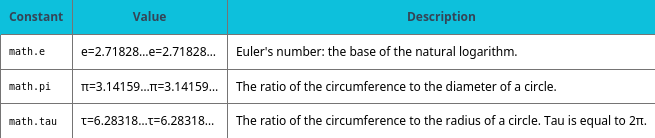 Constant Value Description
math.e e=2.71828…e=2.71828… Euler's number: the base of the natural logarithm.
math.pi π=3.14159…π=3.14159… The ratio of the circumference to the diameter of a circle.
math.tau τ=6.28318…τ=6.28318… The ratio of the circumference to the radius of a circle. Tau is equal to 2π.